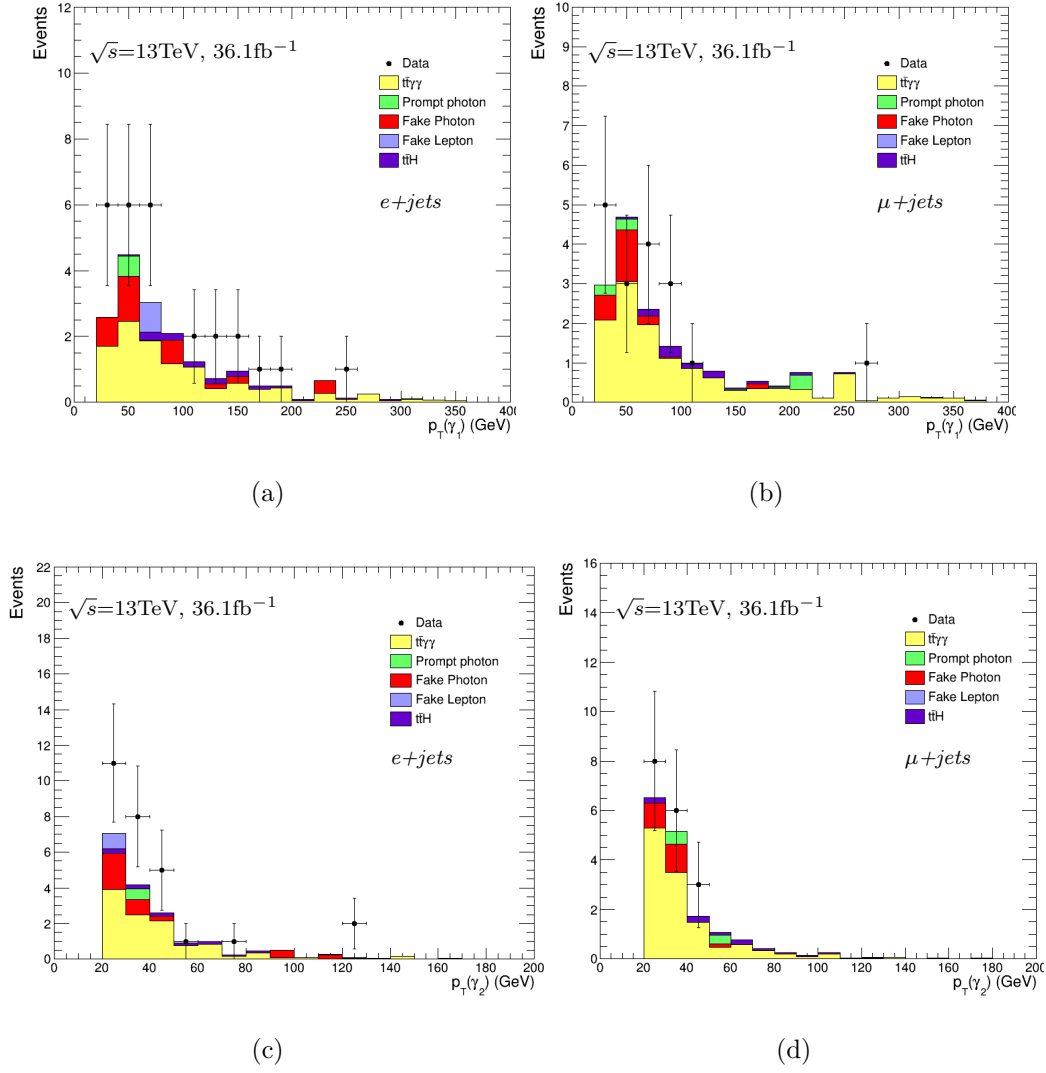 Events
12
10
8
6
4
2
0
√s=13TeV, 36.1fb⁻¹
Data
tt̄γγ
Prompt photon
Fake Photon
Fake Lepton
tt̄H
e+jets
0 50 100 150 200 250 300 350 400
p_T(γ_1) (GeV)
(a)
Events
10
9
8
7
6
5
4
3
2
1
0
√s=13TeV, 36.1fb⁻¹
Data
tt̄γγ
Prompt photon
Fake Photon
Fake Lepton
tt̄H
μ+jets
0 50 100 150 200 250 300 350 400
p_T(γ_1) (GeV)
(b)
Events
22
20
18
16
14
12
10
8
6
4
2
0
√s=13TeV, 36.1fb⁻¹
Data
tt̄γγ
Prompt photon
Fake Photon
Fake Lepton
tt̄H
e+jets
0 20 40 60 80 100 120 140 160 180 200
p_T(γ_2) (GeV)
(c)
Events
16
14
12
10
8
6
4
2
0
√s=13TeV, 36.1fb⁻¹
Data
tt̄γγ
Prompt photon
Fake Photon
Fake Lepton
tt̄H
μ+jets
0 20 40 60 80 100 120 140 160 180 200
p_T(γ_2) (GeV)
(d)